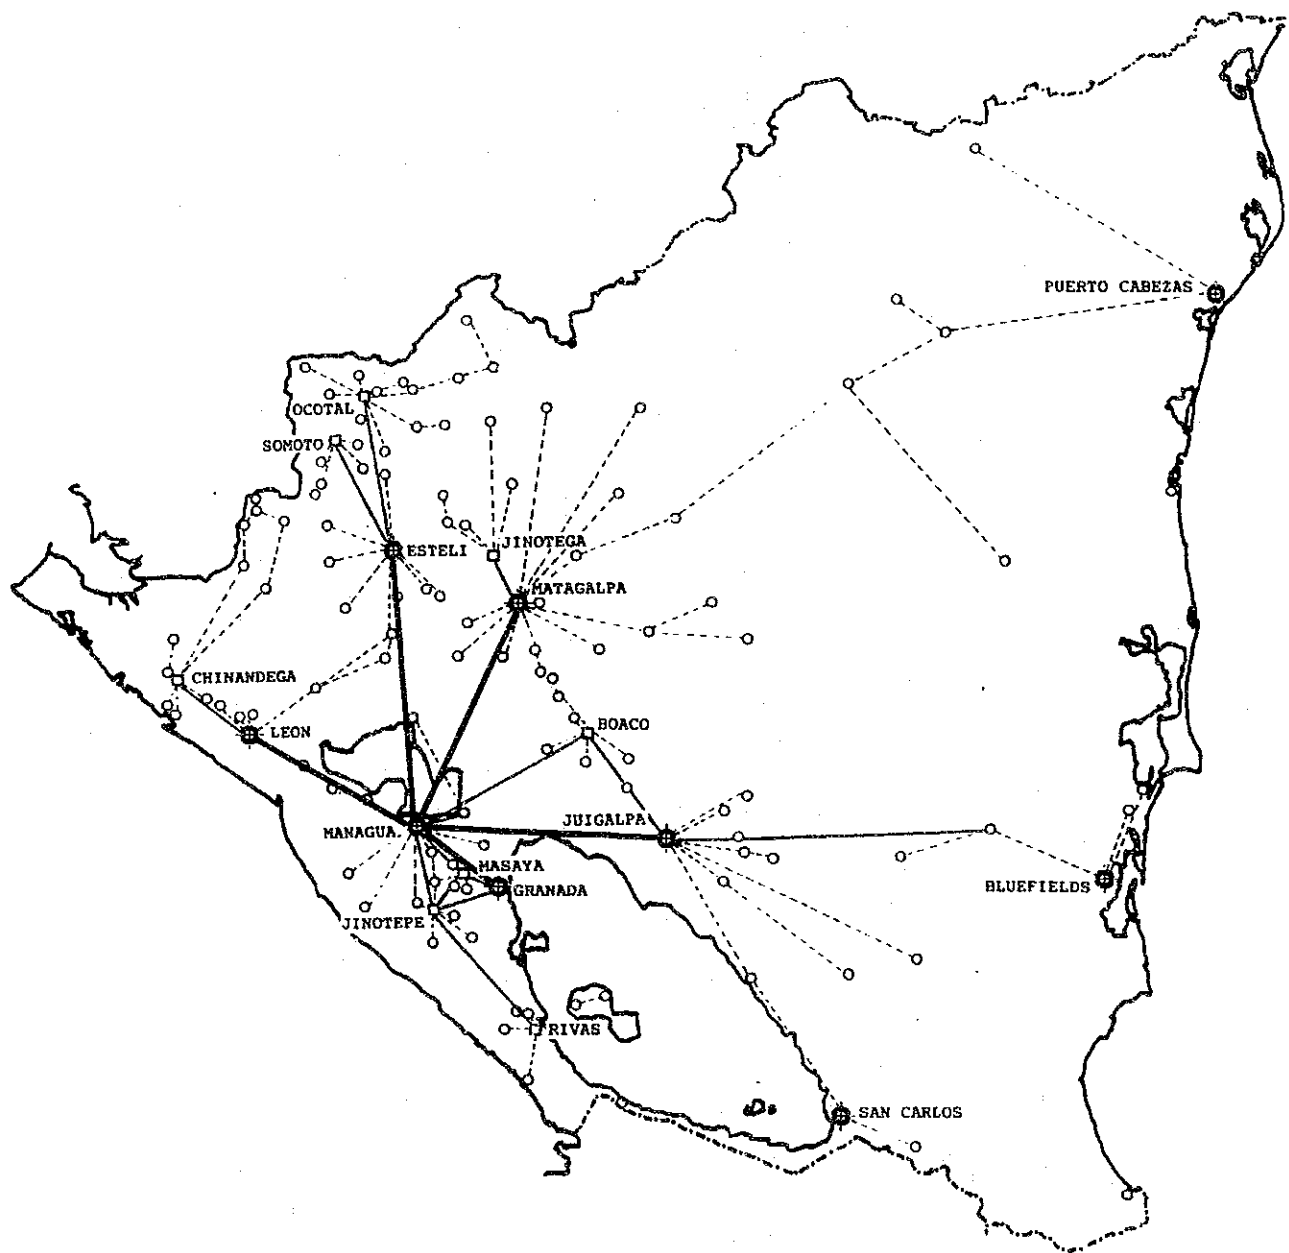 PUERTO CABEZAS
OCOTAL
SOMOTO
ESTELI
JINOTEGA
MATAGALPA
CHINANDEGA
LEON
BOACO
MANAGUA
JUIGALPA
MASAYA
GRANADA
BLUEFIELDS
JINOTEPE
RIVAS
SAN CARLOS